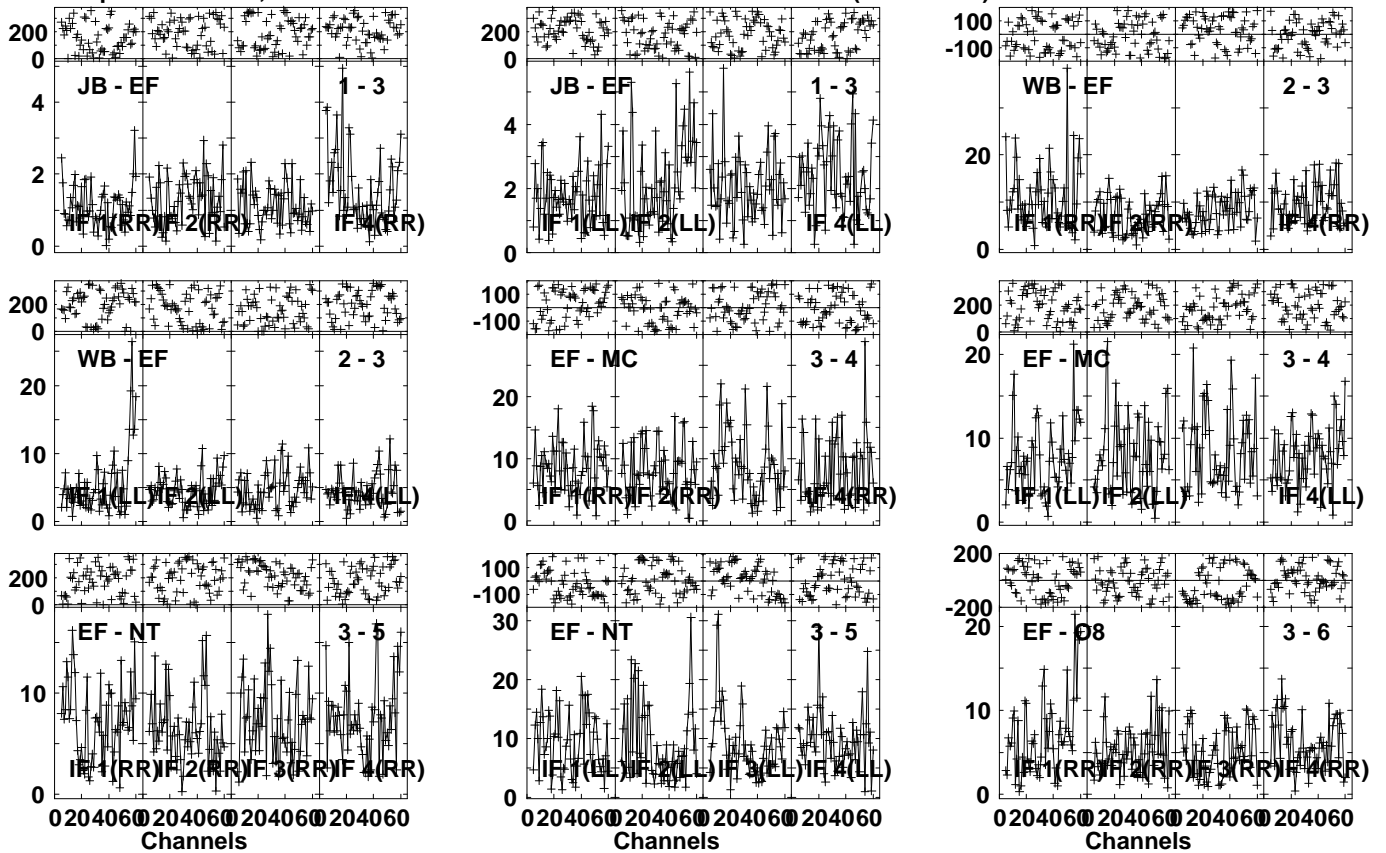 200 200 100
0 0 -100
JB - EF 1 - 3 JB - EF 1 - 3 WB - EF 2 - 3
4 4 20
2 2
0 0 0
IF 1(RR) IF 2(RR) IF 4(RR) IF 1(LL) IF 2(LL) IF 4(LL) IF 1(RR) IF 2(RR) IF 4(RR)
200 100 200
0 -100 0
WB - EF 2 - 3 EF - MC 3 - 4 EF - MC 3 - 4
20 20 20
10 10 10
0 0 0
IF 1(LL) IF 2(LL) IF 4(LL) IF 1(RR) IF 2(RR) IF 4(RR) IF 1(LL) IF 2(LL) IF 4(LL)
200 100 200
0 -100 -200
EF - NT 3 - 5 EF - NT 3 - 5 EF - O8 3 - 6
10 30 20
0 20 10
10 0
0
IF 1(RR) IF 2(RR) IF 3(RR) IF 4(RR) IF 1(LL) IF 2(LL) IF 3(LL) IF 4(LL) IF 1(RR) IF 2(RR) IF 3(RR) IF 4(RR)
0 20 40 60 0 20 40 60 0 20 40 60 0 20 40 60 0 20 40 60 0 20 40 60 0 20 40 60 0 20 40 60 0 20 40 60 0 20 40 60 0 20 40 60 0 20 40 60
Channels Channels Channels